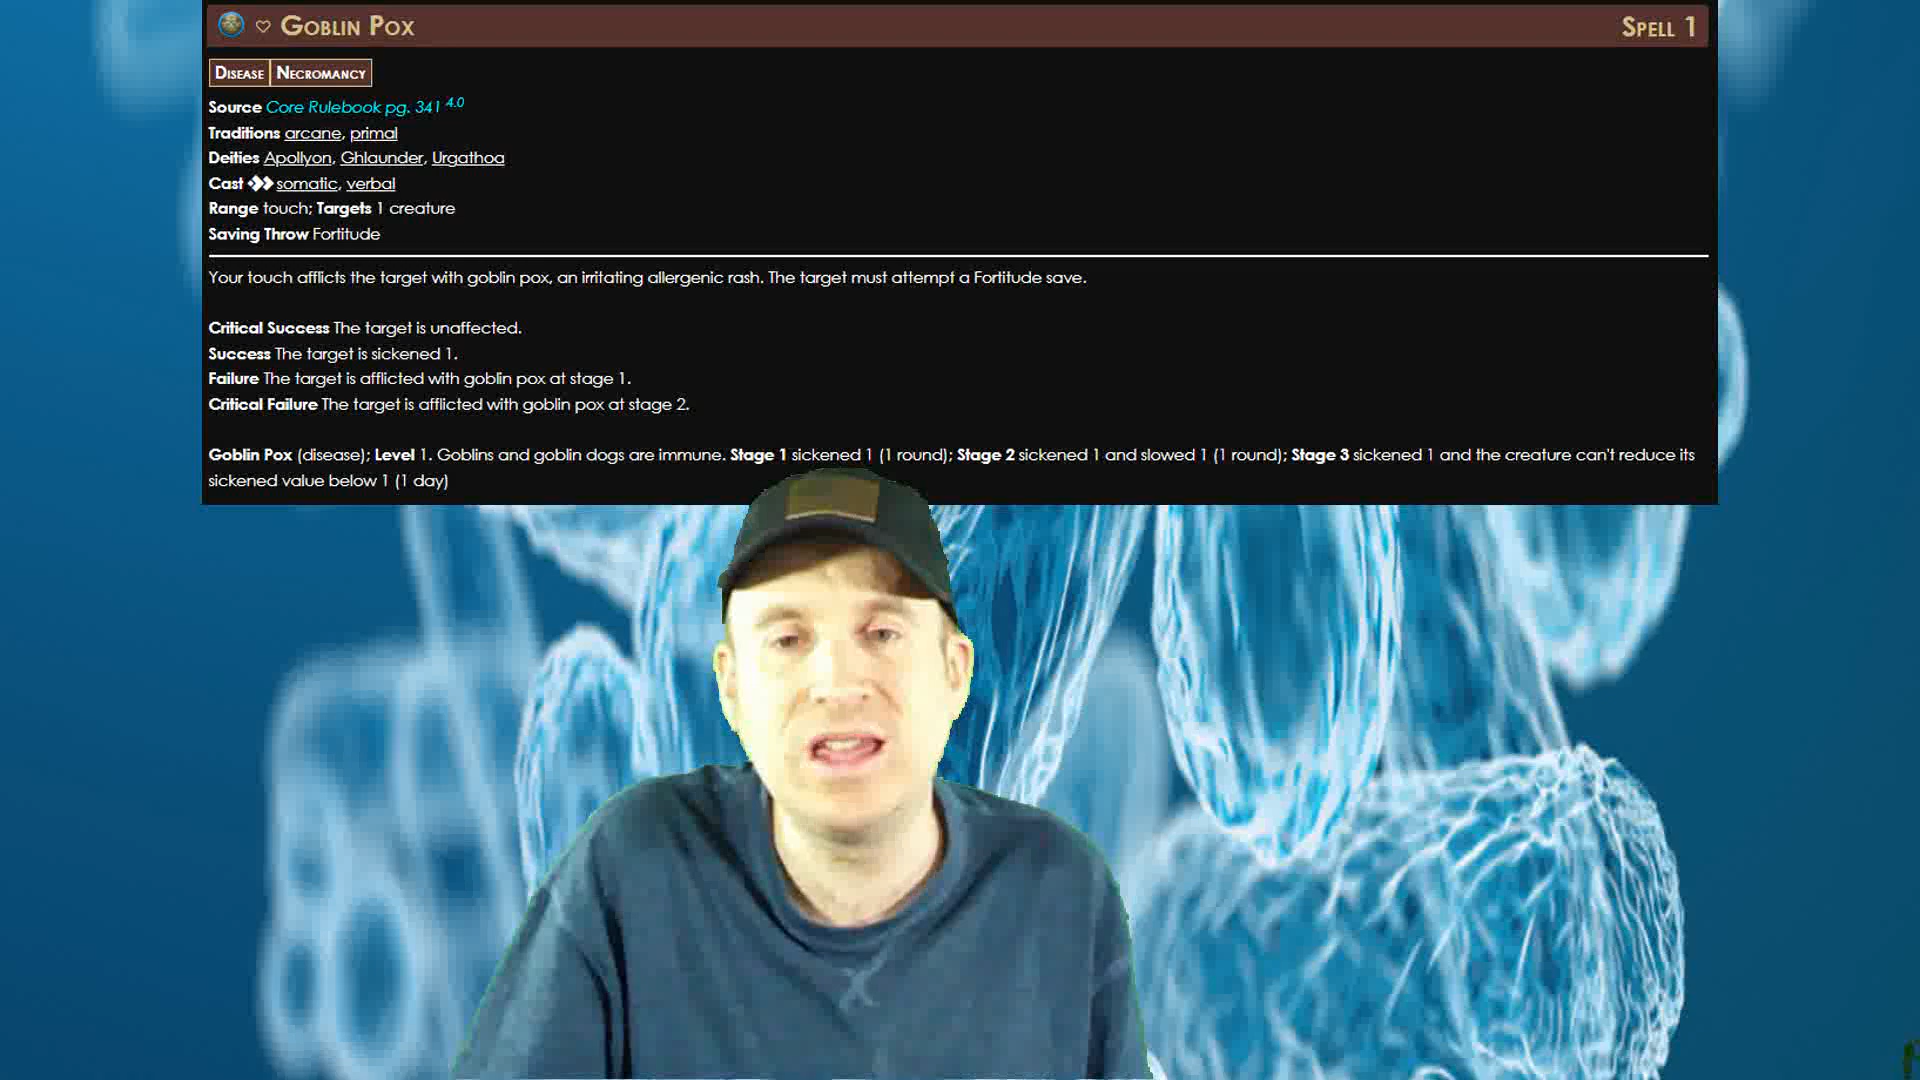 Goblin Pox Spell 1
Disease Necromancy
Source Core Rulebook pg. 341 4.0
Traditions arcane, primal
Deities Apollyon, Ghlaunder, Urgathoa
Cast somatic, verbal
Range touch; Targets 1 creature
Saving Throw Fortitude
Your touch afflicts the target with goblin pox, an irritating allergenic rash. The target must attempt a Fortitude save.
Critical Success The target is unaffected.
Success The target is sickened 1.
Failure The target is afflicted with goblin pox at stage 1.
Critical Failure The target is afflicted with goblin pox at stage 2.
Goblin Pox (disease); Level 1. Goblins and goblin dogs are immune. Stage 1 sickened 1 (1 round); Stage 2 sickened 1 and slowed 1 (1 round); Stage 3 sickened 1 and the creature can't reduce its
sickened value below 1 (1 day)